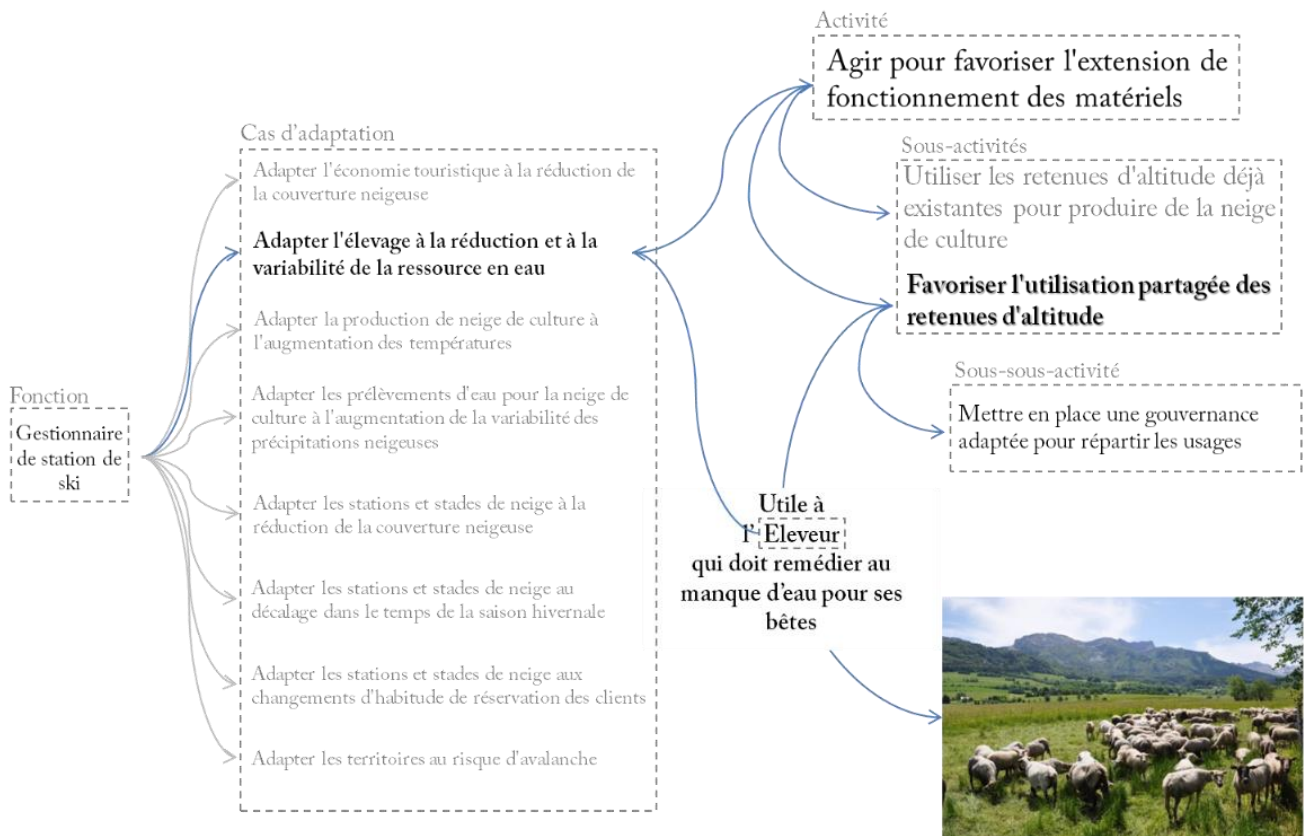 Activité
Agir pour favoriser l'extension de
fonctionnement des matériels
Cas d'adaptation
Adapter l'économie touristique à la réduction de
la couverture neigeuse
Adapter l'élevage à la réduction et à la
variabilité de la ressource en eau
Adapter la production de neige de culture à
l'augmentation des températures
Adapter les prélèvements d'eau pour la neige de
culture à l'augmentation de la variabilité des
précipitations neigeuses
Adapter les stations et stades de neige à la
réduction de la couverture neigeuse
Adapter les stations et stades de neige au
décalage dans le temps de la saison hivernale
Adapter les stations et stades de neige aux
changements d'habitude de réservation des clients
Adapter les territoires au risque d'avalanche
Fonction
Gestionnaire
de station de
ski
Sous-activités
Utiliser les retenues d'altitude déjà
existantes pour produire de la neige
de culture
Favoriser l'utilisation partagée des
retenues d'altitude
Sous-sous-activité
Mettre en place une gouvernance
adaptée pour répartir les usages
Utile à
l' Eleveur
qui doit remédier au
manque d'eau pour ses
bêtes